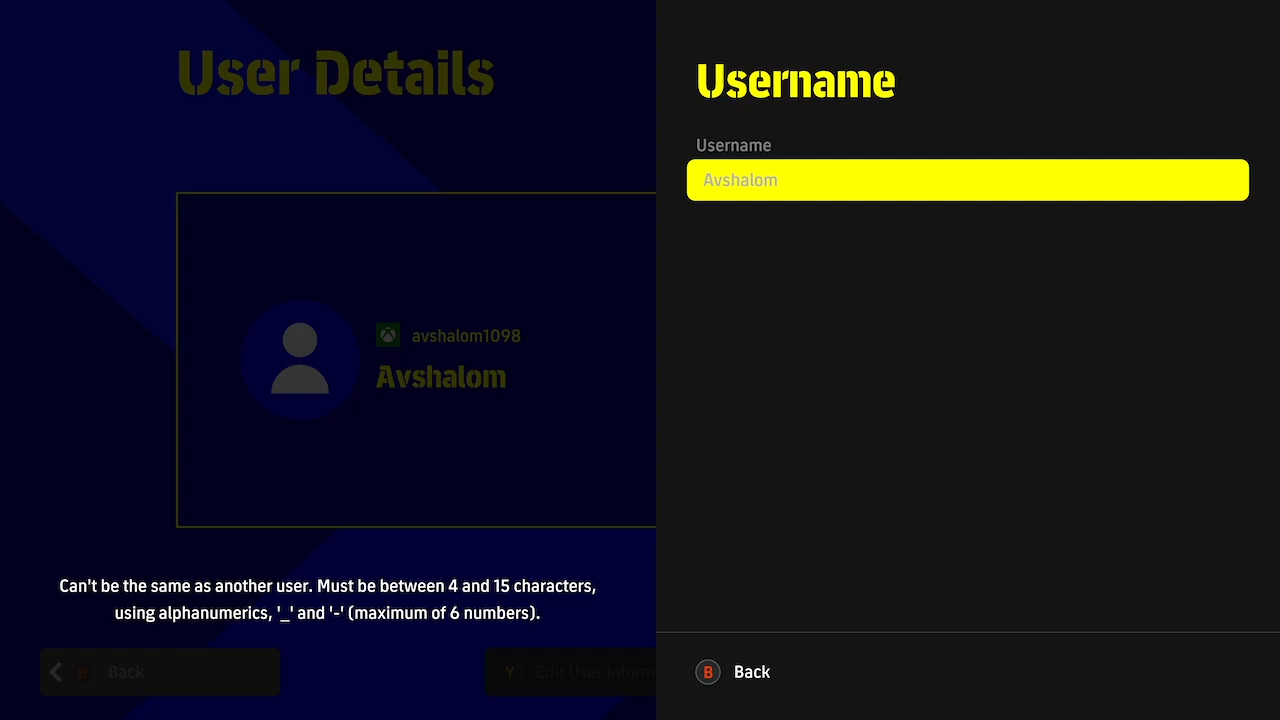 User Details
avshalom1098
Avshalom
Can't be the same as another user. Must be between 4 and 15 characters,
using alphanumerics, '_' and '-' (maximum of 6 numbers).
B Back
Y Edit User Inform
Username
Username
Avshalom
B Back